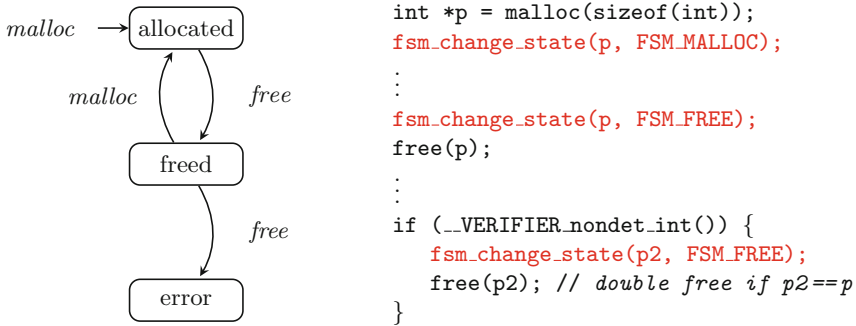 malloc
allocated
malloc
free
freed
free
error
int *p = malloc(sizeof(int));
fsm_change_state(p, FSM_MALLOC);
⋮
fsm_change_state(p, FSM_FREE);
free(p);
⋮
if (__VERIFIER_nondet_int()) {
fsm_change_state(p2, FSM_FREE);
free(p2); // double free if p2==p
}